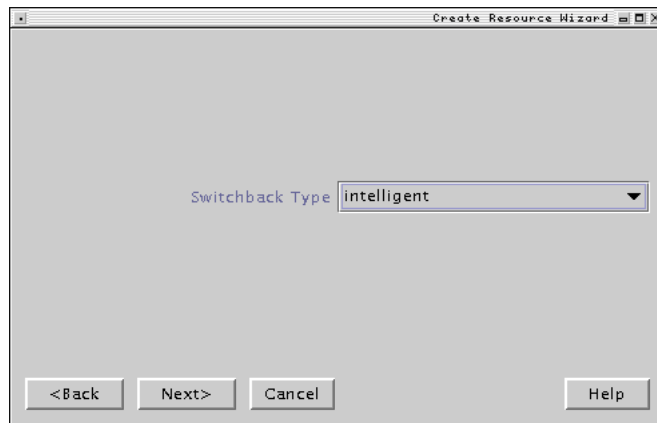 Create Resource Wizard
Switchback Type intelligent
<Back Next> Cancel Help